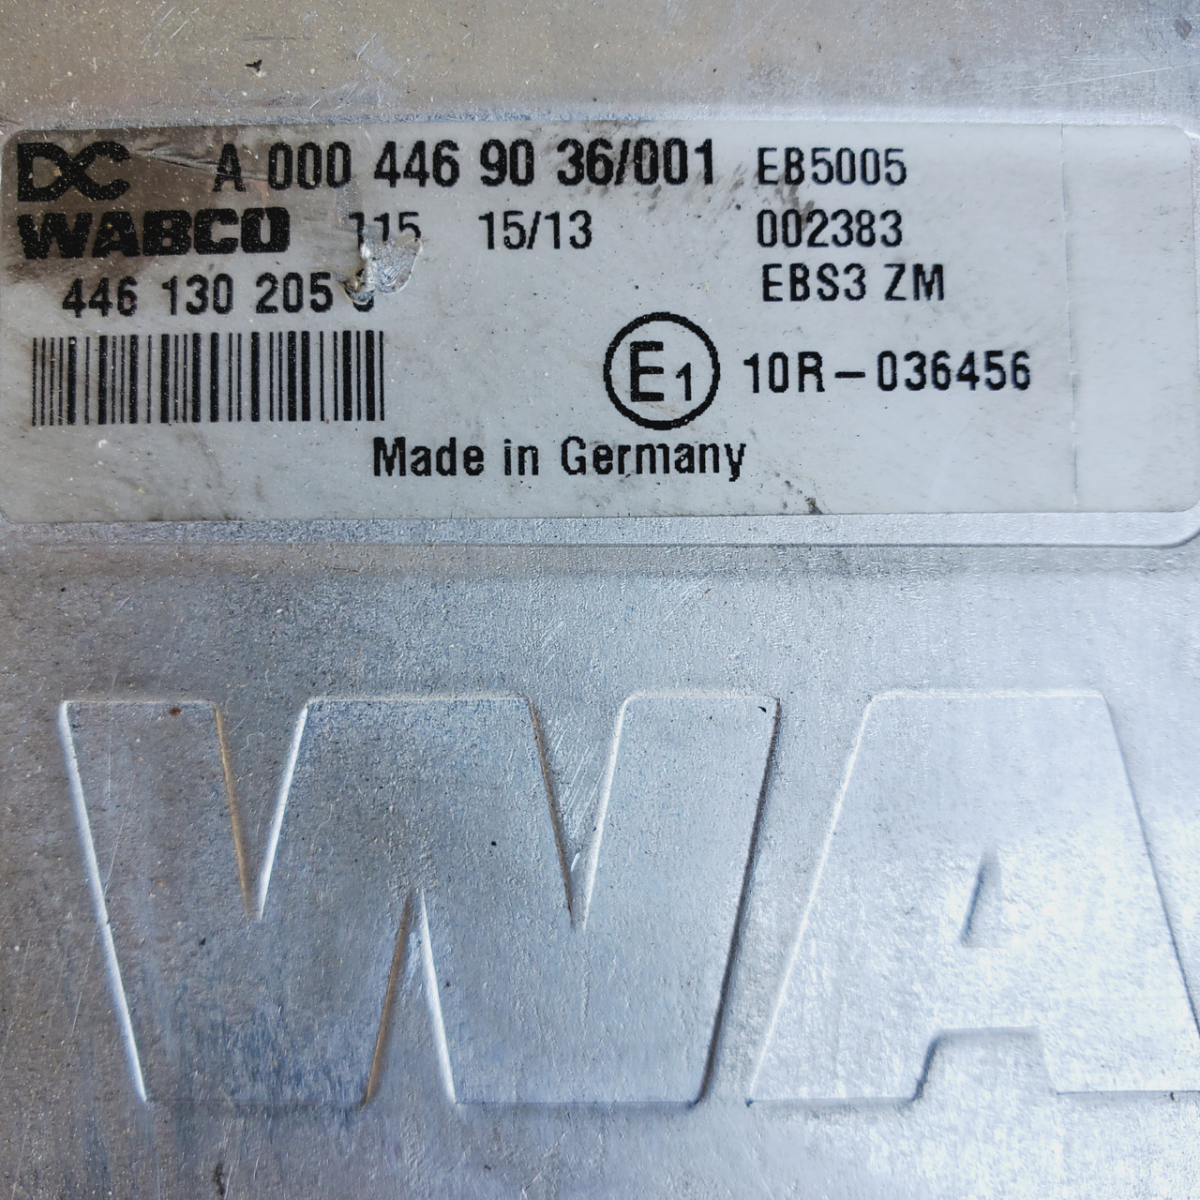 DC A 000 446 90 36/001 EB5005
WABCO 115 15/13 002383
446 130 205 EBS3 ZM
E1 10R-036456
Made in Germany
WA